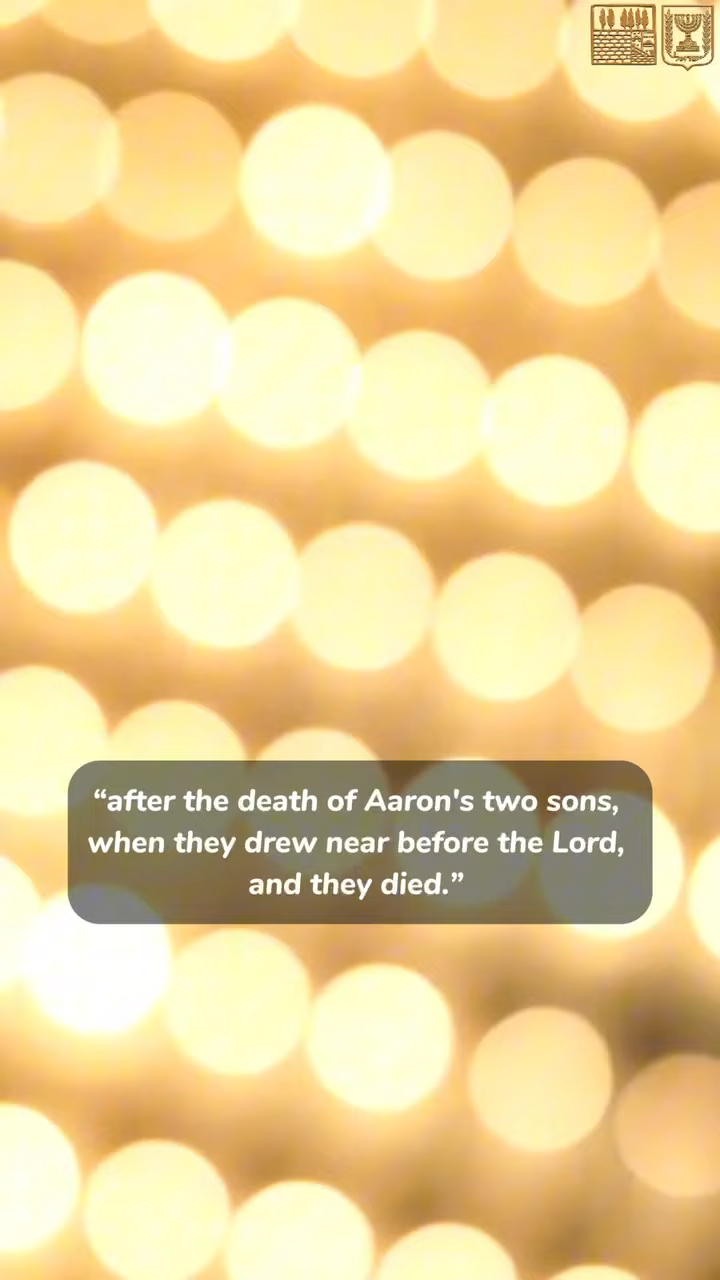 “after the death of Aaron's two sons,
when they drew near before the Lord,
and they died.”